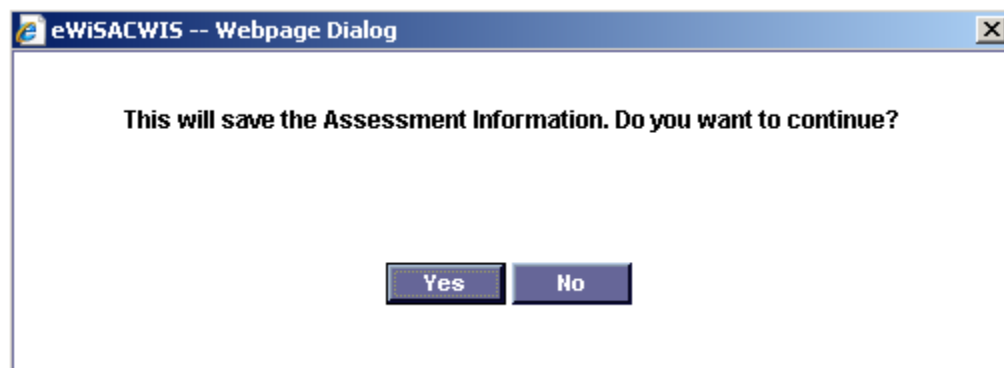 eWiSACWIS -- Webpage Dialog
This will save the Assessment Information. Do you want to continue?
Yes No